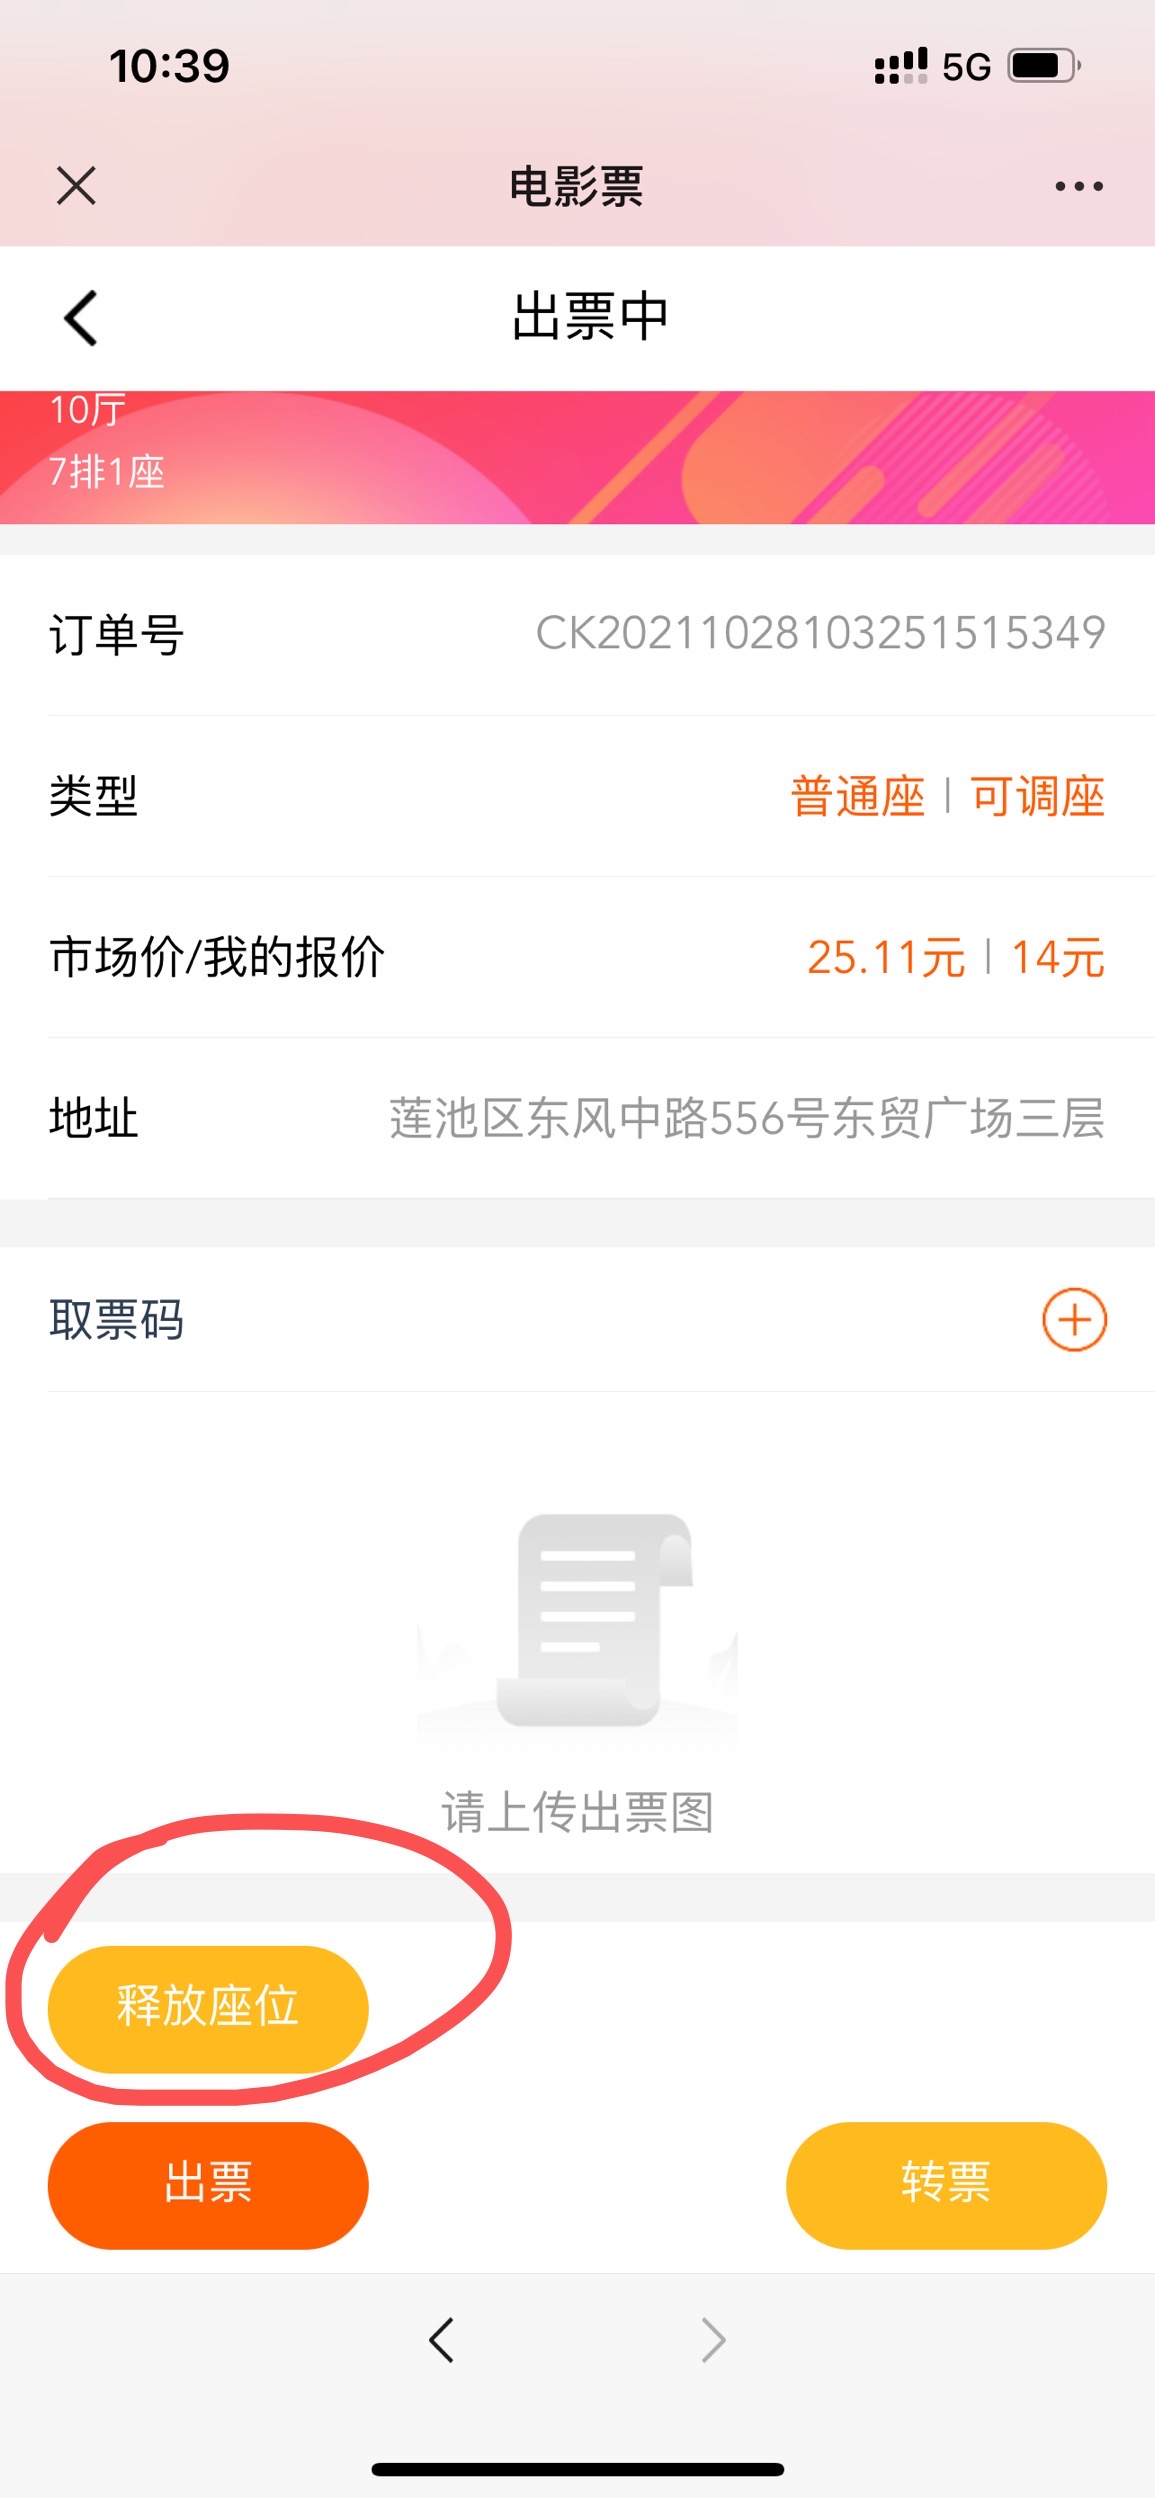 10:39
5G
电影票
出票中
10厅
7排1座
订单号 CK20211028103251515349
类型 普通座 | 可调座
市场价/我的报价 25.11元 | 14元
地址 莲池区东风中路556号东贸广场三层
取票码
请上传出票图
释放座位
出票 转票